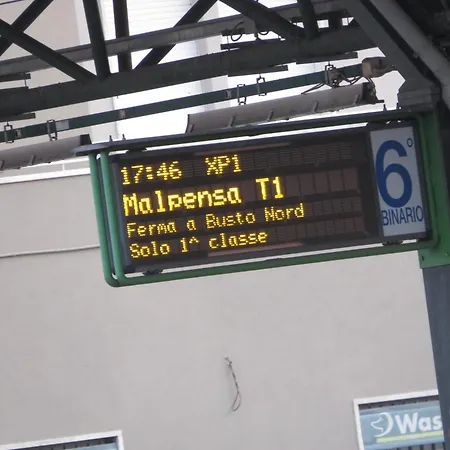 17:46 XP1
Malpensa T1
Ferma a Busto Nord
Solo 1^ classe
6°
BINARIO
Was